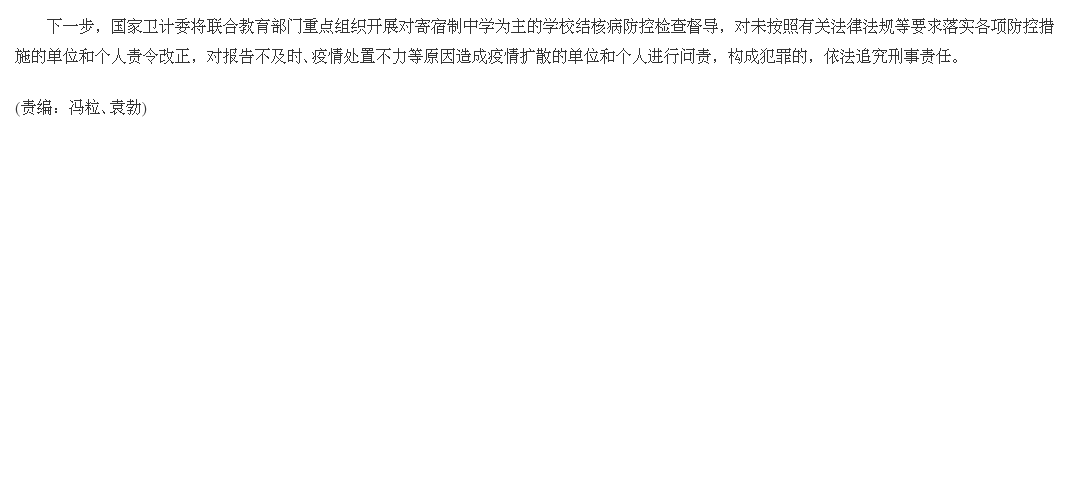 下一步，国家卫计委将联合教育部门重点组织开展对寄宿制中学为主的学校结核病防控检查督导，对未按照有关法律法规等要求落实各项防控措
施的单位和个人责令改正，对报告不及时、疫情处置不力等原因造成疫情扩散的单位和个人进行问责，构成犯罪的，依法追究刑事责任。
(责编：冯粒、袁勃)